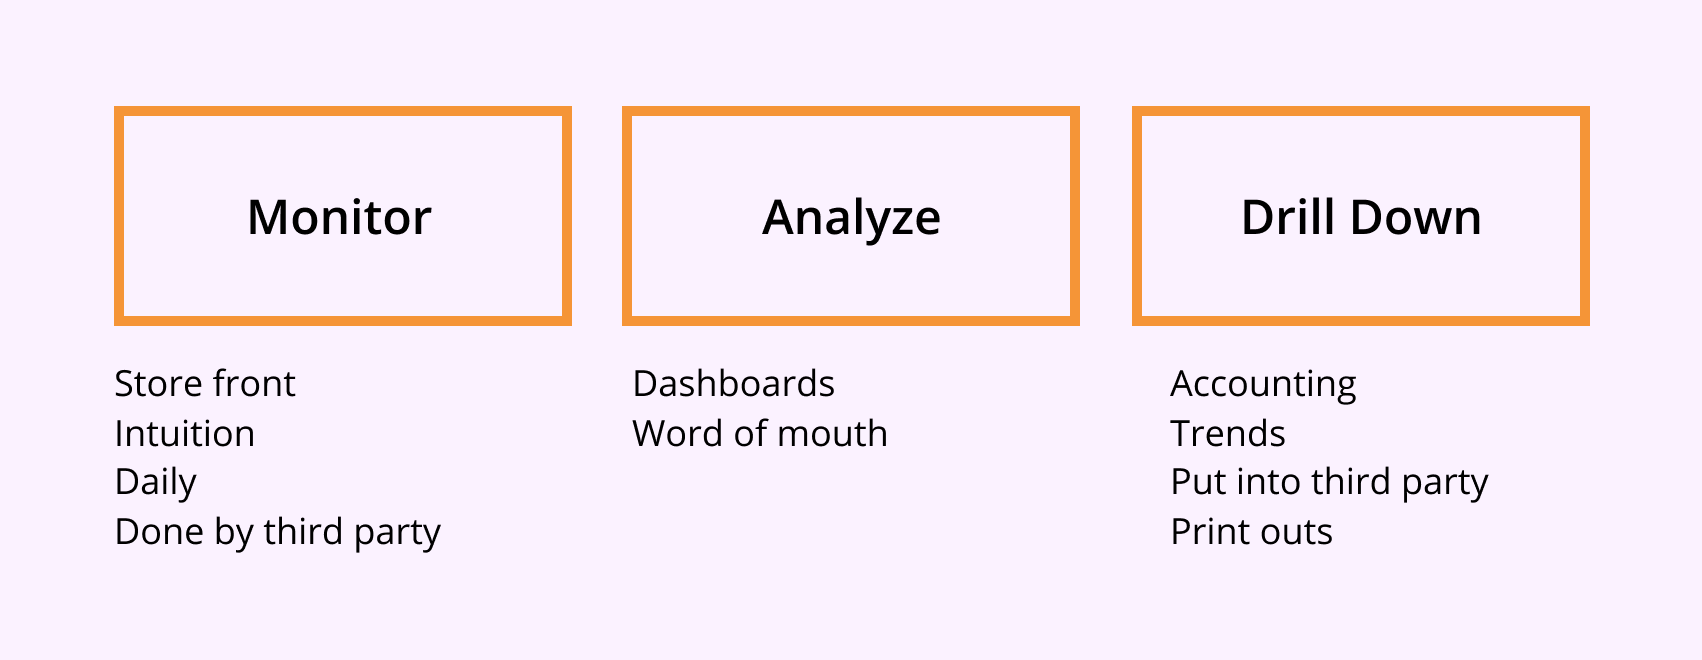 Monitor
Store front
Intuition
Daily
Done by third party
Analyze
Dashboards
Word of mouth
Drill Down
Accounting
Trends
Put into third party
Print outs